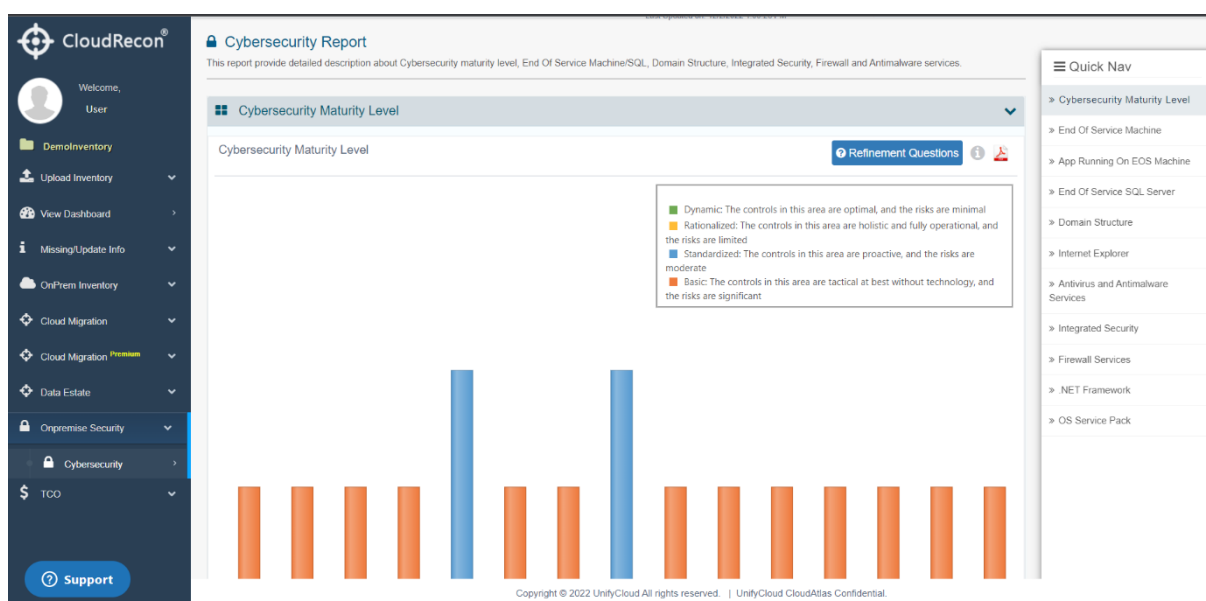 CloudRecon®
Welcome,
User
DemoInventory
Upload Inventory
View Dashboard
Missing/Update Info
OnPrem Inventory
Cloud Migration
Cloud Migration Premium
Data Estate
Onpremise Security
Cybersecurity
TCO
Support
Cybersecurity Report
This report provide detailed description about Cybersecurity maturity level, End Of Service Machine/SQL, Domain Structure, Integrated Security, Firewall and Antimalware services.
Cybersecurity Maturity Level
Cybersecurity Maturity Level
Refinement Questions
Dynamic: The controls in this area are optimal, and the risks are minimal
Rationalized: The controls in this area are holistic and fully operational, and
the risks are limited
Standardized: The controls in this area are proactive, and the risks are
moderate
Basic: The controls in this area are tactical at best without technology, and
the risks are significant
Copyright © 2022 UnifyCloud All rights reserved. | UnifyCloud CloudAtlas Confidential.
Quick Nav
» Cybersecurity Maturity Level
» End Of Service Machine
» App Running On EOS Machine
» End Of Service SQL Server
» Domain Structure
» Internet Explorer
» Antivirus and Antimalware
Services
» Integrated Security
» Firewall Services
» .NET Framework
» OS Service Pack